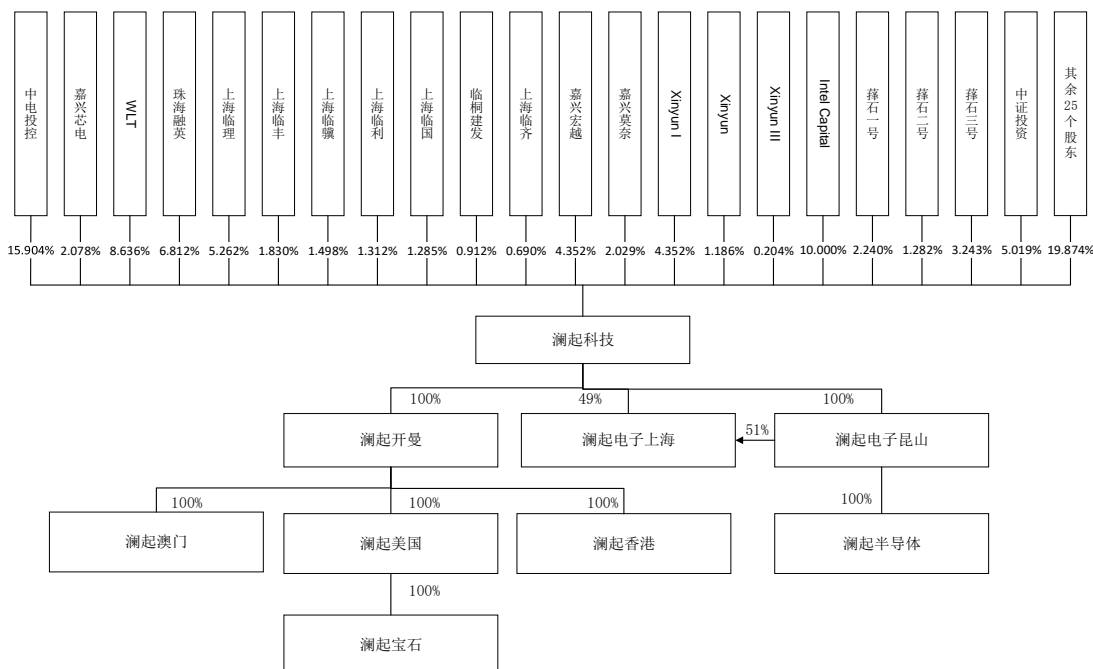 中电投控
嘉兴芯电
WLT
珠海融英
上海临理
上海临丰
上海临骥
上海临利
上海临国
临桐建发
上海临齐
嘉兴宏越
嘉兴莫奈
Xinyun I
Xinyun
Xinyun III
Intel Capital
萚石一号
萚石二号
萚石三号
中证投资
其余25个股东
15.904%
2.078%
8.636%
6.812%
5.262%
1.830%
1.498%
1.312%
1.285%
0.912%
0.690%
4.352%
2.029%
4.352%
1.186%
0.204%
10.000%
2.240%
1.282%
3.243%
5.019%
19.874%
澜起科技
100%
49%
100%
澜起开曼
澜起电子上海
51%
澜起电子昆山
100%
100%
100%
100%
澜起澳门
澜起美国
澜起香港
澜起半导体
100%
澜起宝石